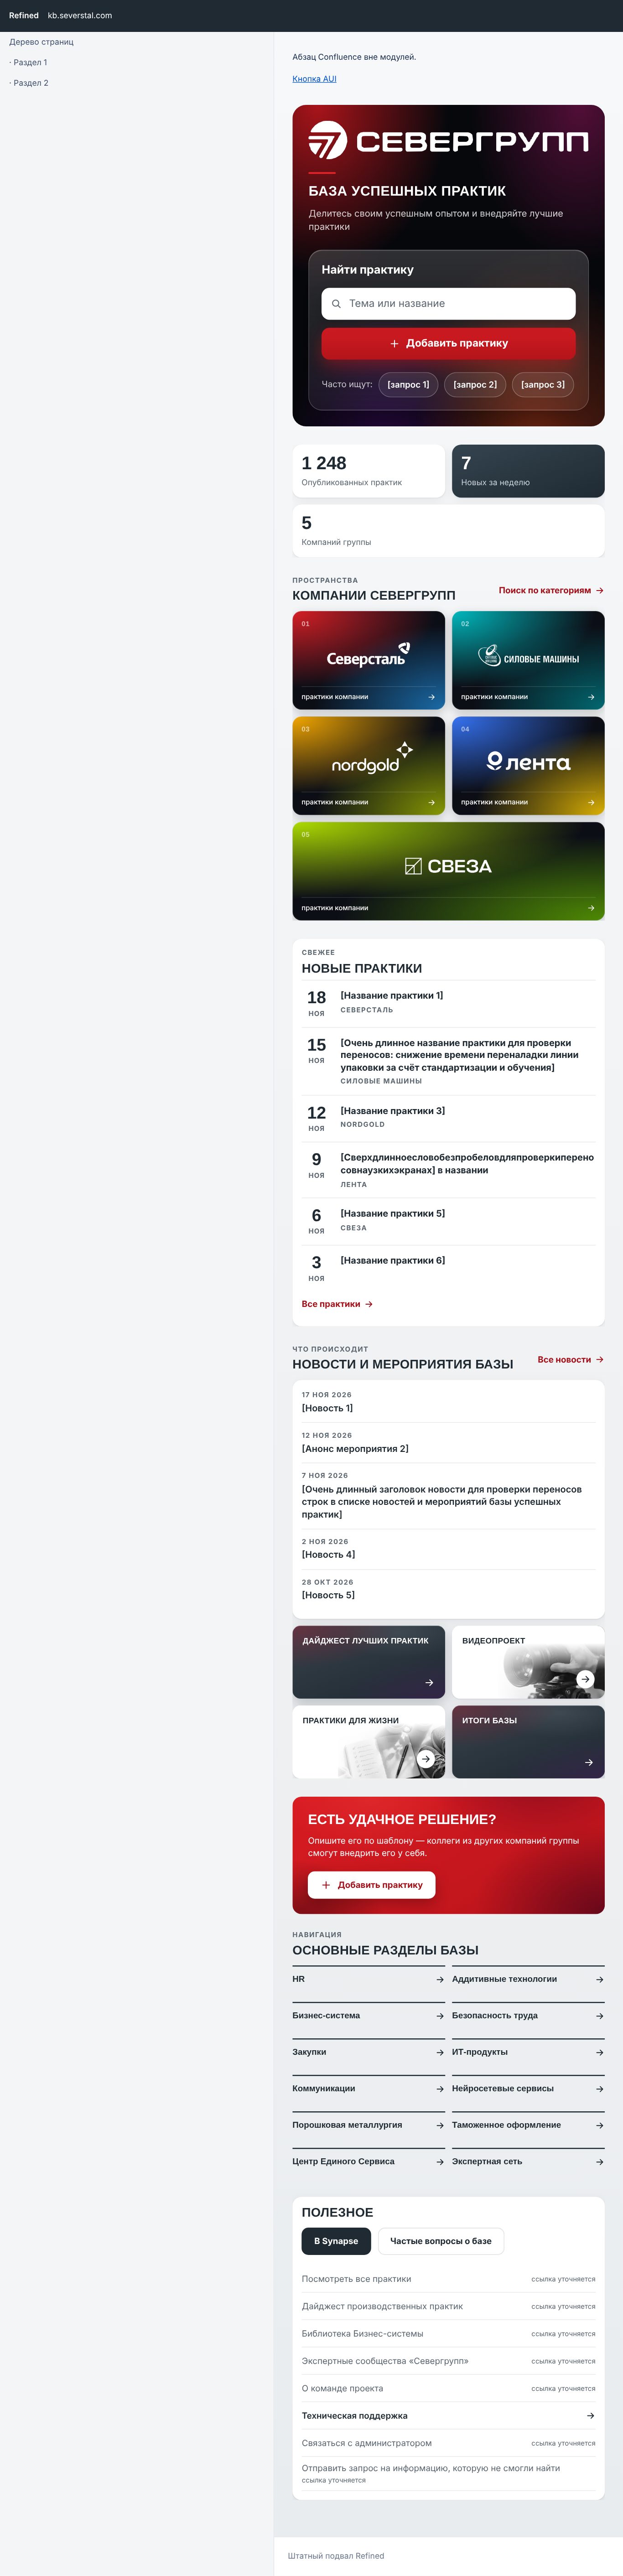 Refined kb.severstal.com
Дерево страниц
· Раздел 1
· Раздел 2
Абзац Confluence вне модулей.
Кнопка AUI
СЕВЕРГРУПП
БАЗА УСПЕШНЫХ ПРАКТИК
Делитесь своим успешным опытом и внедряйте лучшие
практики
Найти практику
Тема или название
+ Добавить практику
Часто ищут: [запрос 1] [запрос 2] [запрос 3]
1 248
Опубликованных практик
7
Новых за неделю
5
Компаний группы
ПРОСТРАНСТВА
КОМПАНИИ СЕВЕРГРУПП
Поиск по категориям →
01
Северсталь
практики компании →
02
СИЛОВЫЕ МАШИНЫ
практики компании →
03
nordgold
практики компании →
04
лента
практики компании →
05
СВЕЗА
практики компании →
СВЕЖЕЕ
НОВЫЕ ПРАКТИКИ
18
НОЯ
[Название практики 1]
СЕВЕРСТАЛЬ
15
НОЯ
[Очень длинное название практики для проверки
переносов: снижение времени переналадки линии
упаковки за счёт стандартизации и обучения]
СИЛОВЫЕ МАШИНЫ
12
НОЯ
[Название практики 3]
NORDGOLD
9
НОЯ
[Сверхдлинноесловобезпробеловдляпроверкиперено
совнаузкихэкранах] в названии
ЛЕНТА
6
НОЯ
[Название практики 5]
СВЕЗА
3
НОЯ
[Название практики 6]
Все практики →
ЧТО ПРОИСХОДИТ
НОВОСТИ И МЕРОПРИЯТИЯ БАЗЫ
Все новости →
17 НОЯ 2026
[Новость 1]
12 НОЯ 2026
[Анонс мероприятия 2]
7 НОЯ 2026
[Очень длинный заголовок новости для проверки переносов
строк в списке новостей и мероприятий базы успешных
практик]
2 НОЯ 2026
[Новость 4]
28 ОКТ 2026
[Новость 5]
ДАЙДЖЕСТ ЛУЧШИХ ПРАКТИК
→
ВИДЕОПРОЕКТ
→
ПРАКТИКИ ДЛЯ ЖИЗНИ
→
ИТОГИ БАЗЫ
→
ЕСТЬ УДАЧНОЕ РЕШЕНИЕ?
Опишите его по шаблону — коллеги из других компаний группы
смогут внедрить его у себя.
+ Добавить практику
НАВИГАЦИЯ
ОСНОВНЫЕ РАЗДЕЛЫ БАЗЫ
HR →
Аддитивные технологии →
Бизнес-система →
Безопасность труда →
Закупки →
ИТ-продукты →
Коммуникации →
Нейросетевые сервисы →
Порошковая металлургия →
Таможенное оформление →
Центр Единого Сервиса →
Экспертная сеть →
ПОЛЕЗНОЕ
В Synapse
Частые вопросы о базе
Посмотреть все практики ссылка уточняется
Дайджест производственных практик ссылка уточняется
Библиотека Бизнес-системы ссылка уточняется
Экспертные сообщества «Севергрупп» ссылка уточняется
О команде проекта ссылка уточняется
Техническая поддержка →
Связаться с администратором ссылка уточняется
Отправить запрос на информацию, которую не смогли найти
ссылка уточняется
Штатный подвал Refined